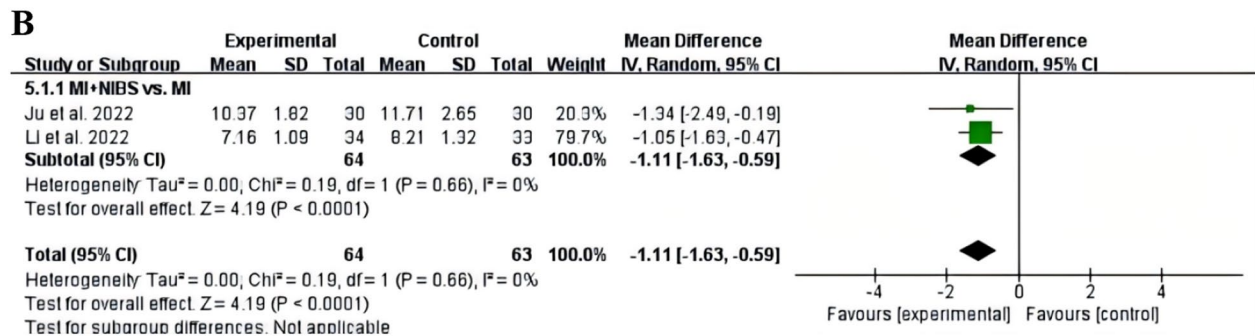 B
Experimental Control Mean Difference Mean Difference
Study or Subgroup Mean SD Total Mean SD Total Weight IV, Random, 95% CI IV, Random, 95% CI
5.1.1 MI+NIBS vs. MI
Ju et al. 2022 10.37 1.82 30 11.71 2.65 30 20.3% -1.34 [-2.49, -0.19]
Li et al. 2022 7.16 1.09 34 8.21 1.32 33 79.7% -1.05 [-1.63, -0.47]
Subtotal (95% CI) 64 63 100.0% -1.11 [-1.63, -0.59]
Heterogeneity: Tau² = 0.00; Chi² = 0.19, df = 1 (P = 0.66); I² = 0%
Test for overall effect: Z = 4.19 (P < 0.0001)
Total (95% CI) 64 63 100.0% -1.11 [-1.63, -0.59]
Heterogeneity: Tau² = 0.00; Chi² = 0.19, df = 1 (P = 0.66); I² = 0%
Test for overall effect: Z = 4.19 (P < 0.0001)
Test for subgroup differences: Not applicable
-4 -2 0 2 4
Favours [experimental] Favours [control]